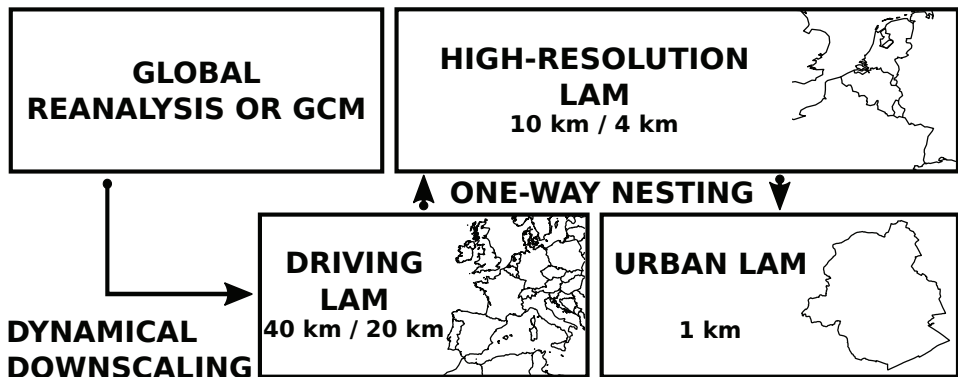 GLOBAL
REANALYSIS OR GCM
HIGH-RESOLUTION
LAM
10 km / 4 km
ONE-WAY NESTING
DRIVING
LAM
40 km / 20 km
URBAN LAM
1 km
DYNAMICAL
DOWNSCALING